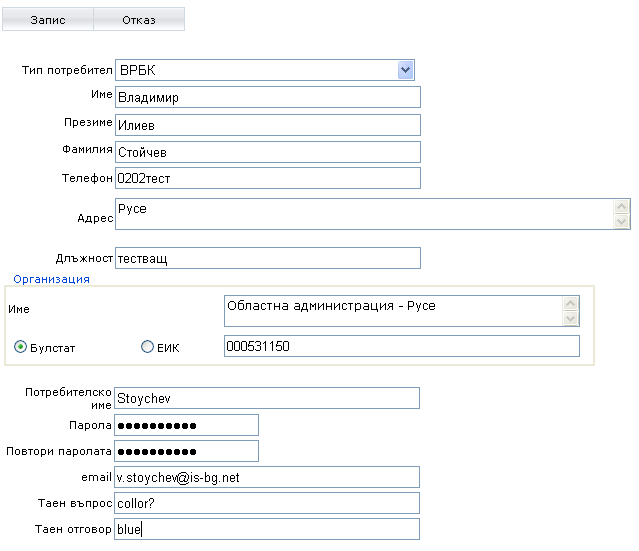 Запис Отказ
Тип потребител ВРБК
Име Владимир
Презиме Илиев
Фамилия Стойчев
Телефон 0202тест
Адрес Русе
Длъжност тестващ
Организация
Име Областна администрация - Русе
Булстат ЕИК 000531150
Потребителско
име Stoychev
Парола ●●●●●●●●●●
Повтори паролата ●●●●●●●●●●
email v.stoychev@is-bg.net
Таен въпрос collor?
Таен отговор blue